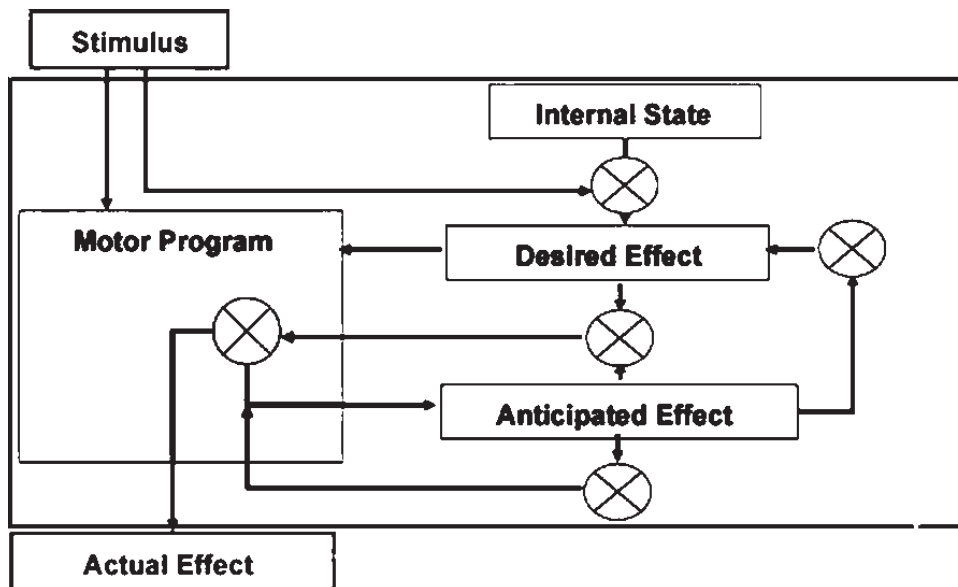 Stimulus
Internal State
Motor Program
Desired Effect
Anticipated Effect
Actual Effect